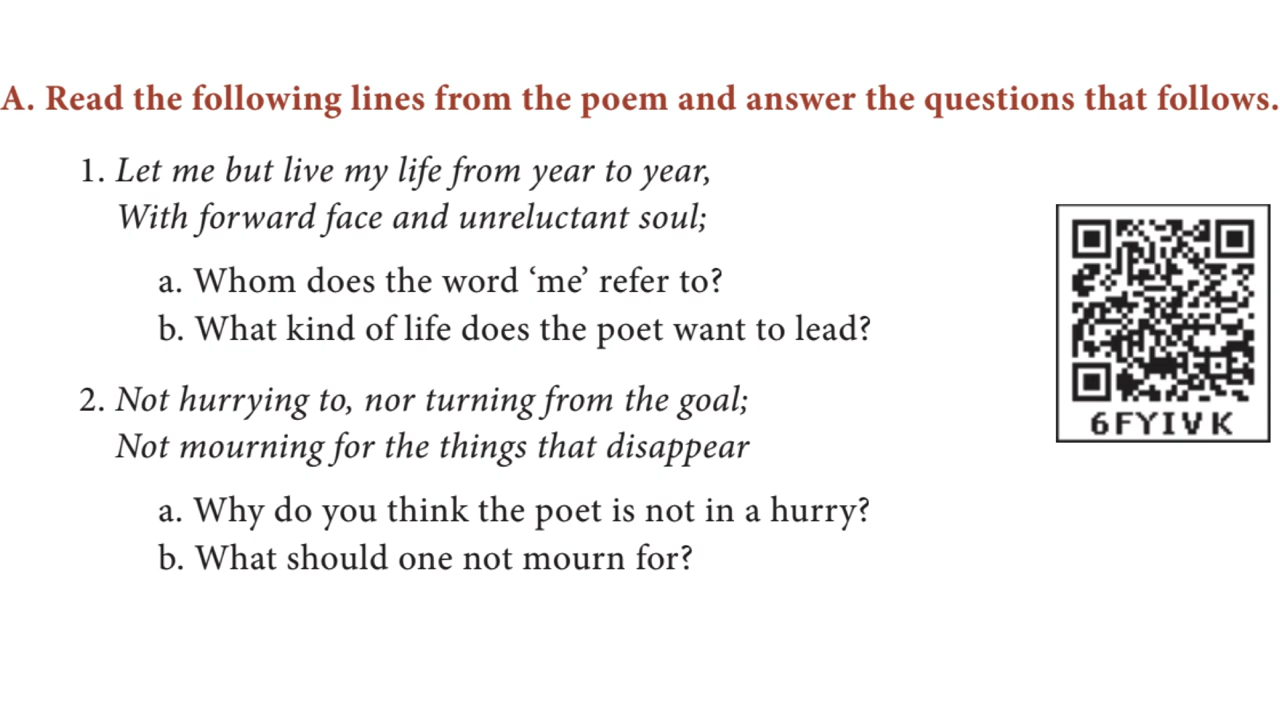 A. Read the following lines from the poem and answer the questions that follows.
1. Let me but live my life from year to year,
With forward face and unreluctant soul;
a. Whom does the word ‘me’ refer to?
b. What kind of life does the poet want to lead?
2. Not hurrying to, nor turning from the goal;
Not mourning for the things that disappear
a. Why do you think the poet is not in a hurry?
b. What should one not mourn for?
6FYIVK